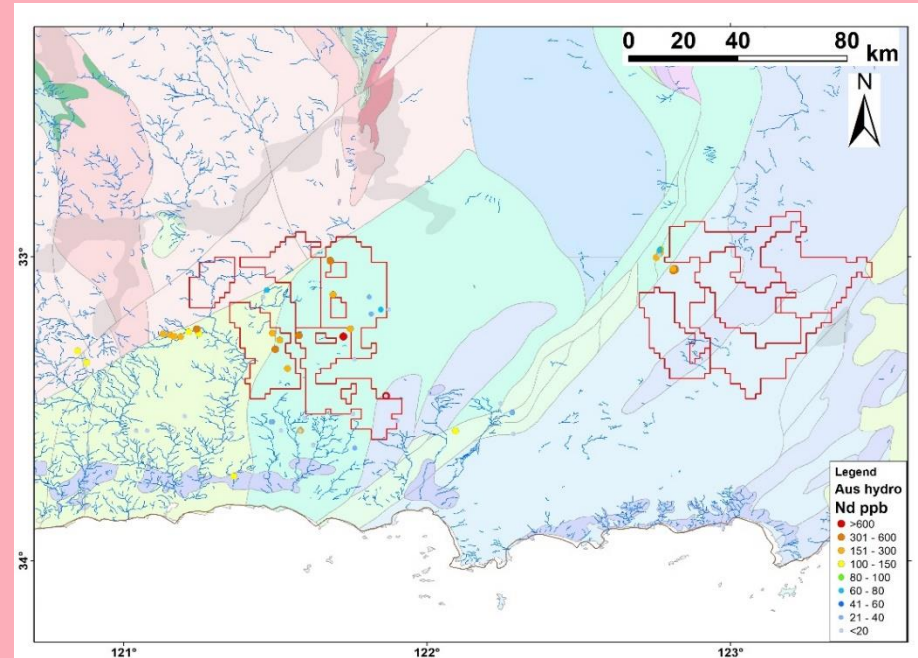 0 20 40 80
km
N
33°
34°
121° 122° 123°
Legend
Aus hydro
Nd ppb
>600
301 - 600
151 - 300
100 - 150
80 - 100
60 - 80
41 - 60
21 - 40
<20